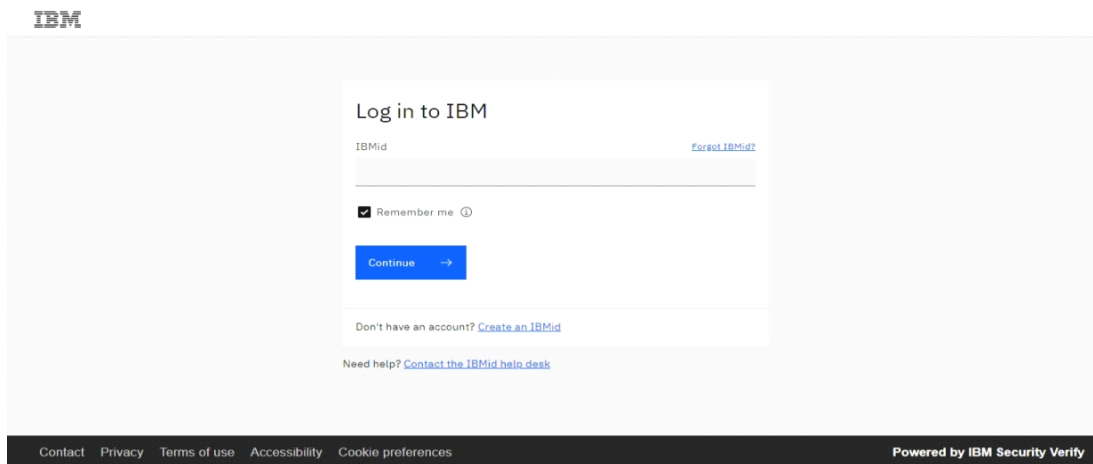 IBM
Log in to IBM
IBMid Forgot IBMid?
Remember me
Continue
Don't have an account? Create an IBMid
Need help? Contact the IBMid help desk
Contact Privacy Terms of use Accessibility Cookie preferences Powered by IBM Security Verify